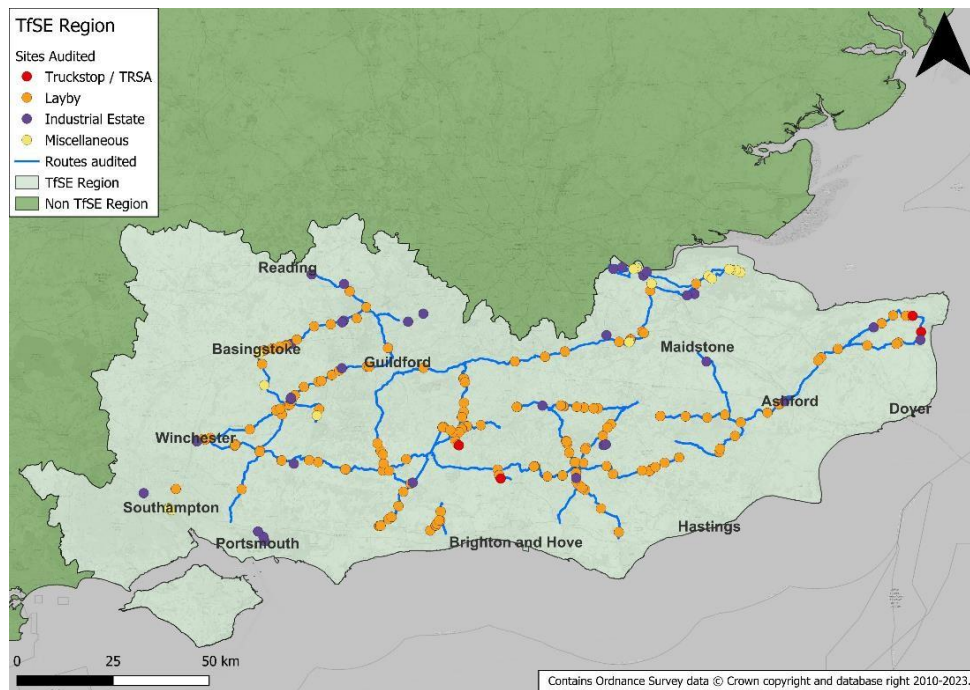 TfSE Region
Sites Audited
Truckstop / TRSA
Layby
Industrial Estate
Miscellaneous
Routes audited
TfSE Region
Non TfSE Region
Reading
Basingstoke
Guildford
Maidstone
Ashford
Dover
Winchester
Southampton
Portsmouth
Brighton and Hove
Hastings
0 25 50 km
Contains Ordnance Survey data © Crown copyright and database right 2010-2023.